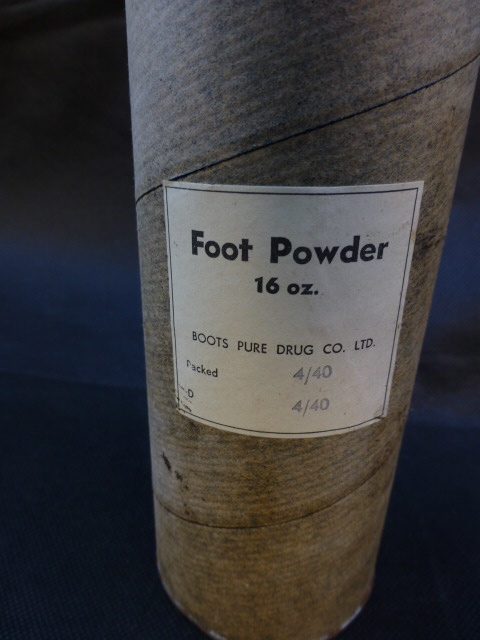 Foot Powder
16 oz.
BOOTS PURE DRUG CO. LTD.
Packed 4/40
D 4/40